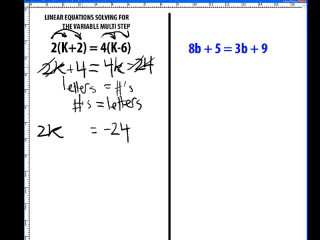 LINEAR EQUATIONS SOLVING FOR
THE VARIABLE MULTI STEP
2(K+2) = 4(K-6)
2K + 4 = 4K - 24
letters = #'s
#'s = letters
2K = -24
8b + 5 = 3b + 9